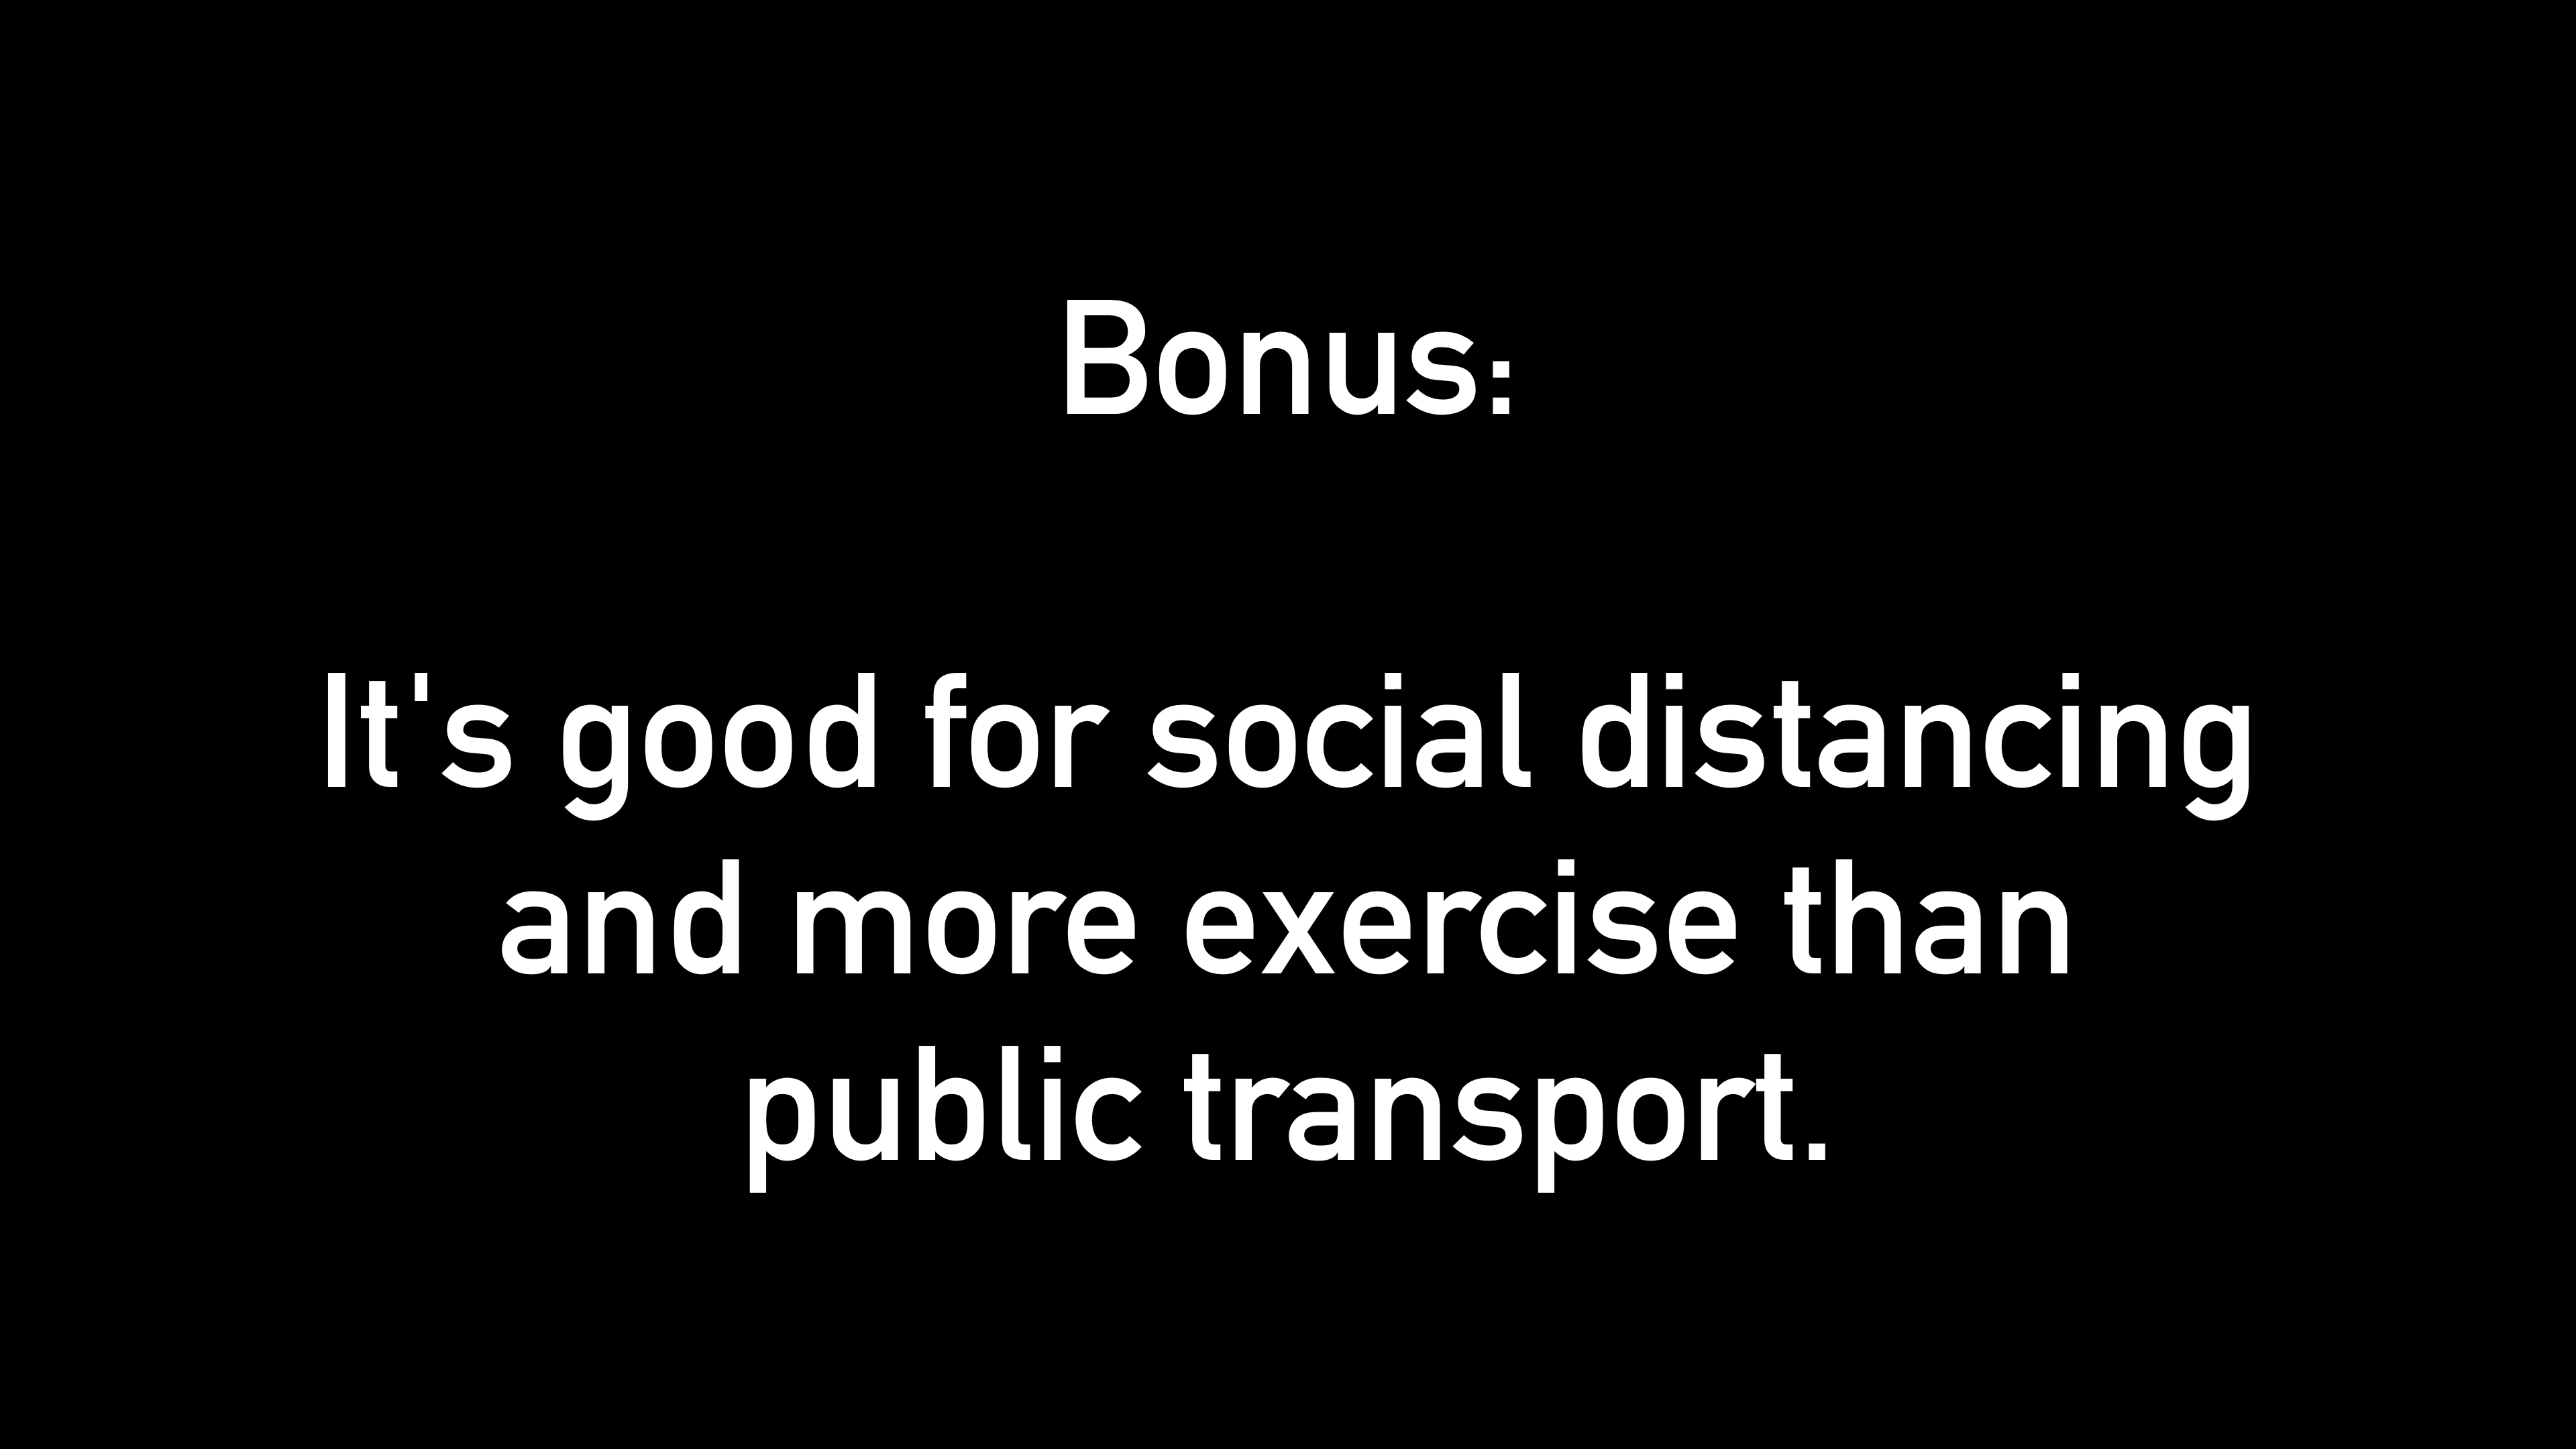 Bonus:
It's good for social distancing
and more exercise than
public transport.